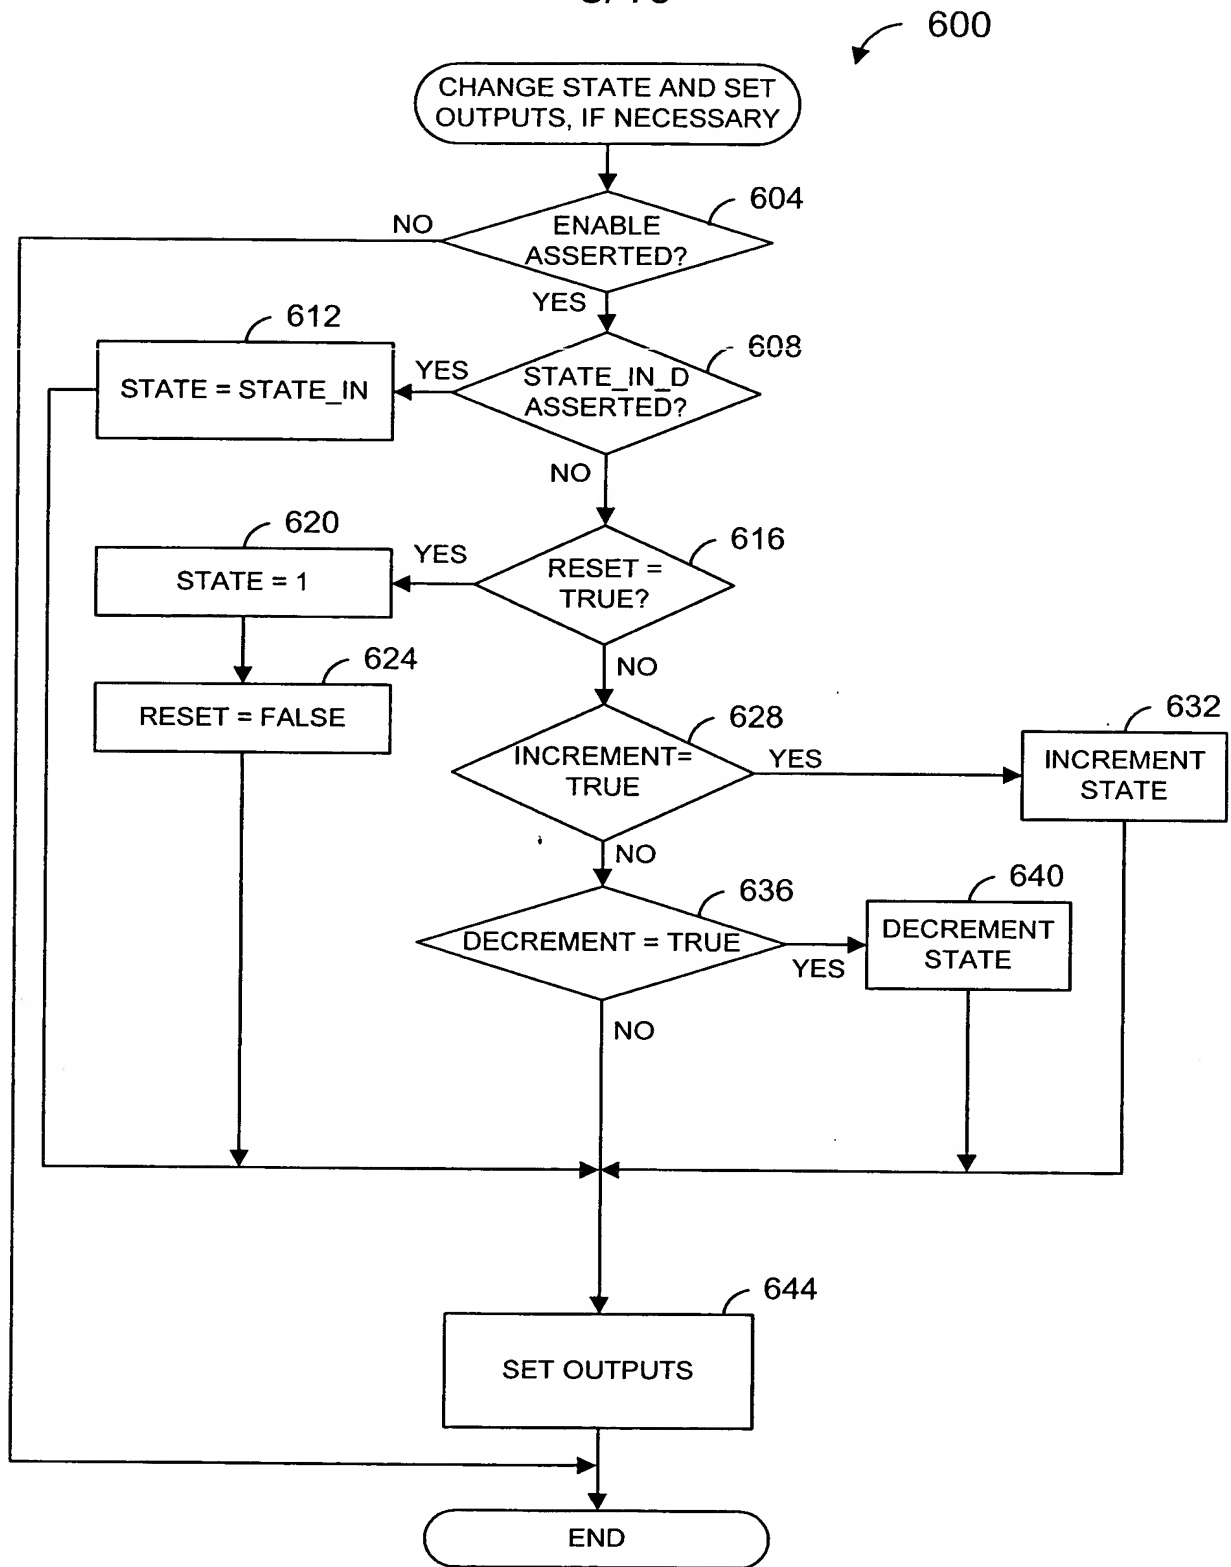 600
CHANGE STATE AND SET
OUTPUTS, IF NECESSARY
604
NO
ENABLE
ASSERTED?
YES
612
608
STATE = STATE_IN
YES
STATE_IN_D
ASSERTED?
NO
620
616
STATE = 1
YES
RESET =
TRUE?
624
NO
RESET = FALSE
628
632
INCREMENT=
TRUE
YES
INCREMENT
STATE
NO
636
640
DECREMENT = TRUE
YES
DECREMENT
STATE
NO
644
SET OUTPUTS
END